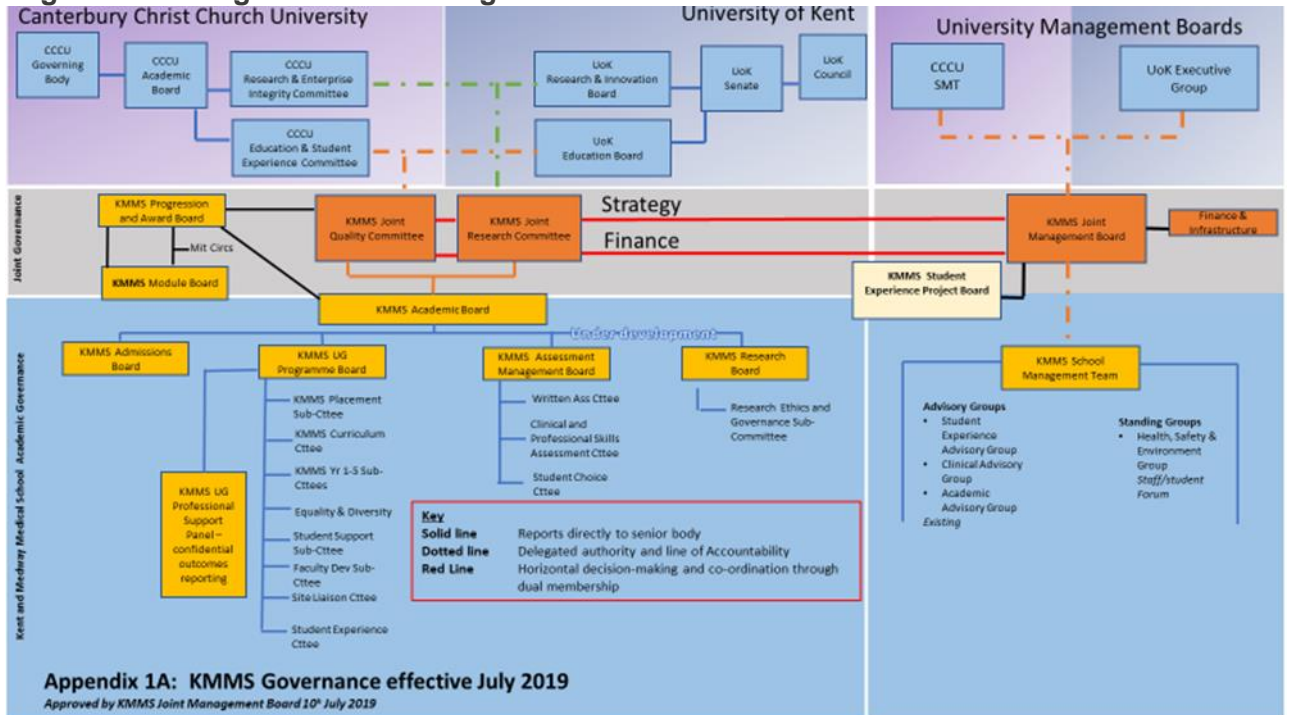 Canterbury Christ Church University
University of Kent
University Management Boards
CCCU
Governing
Body
CCCU
Academic
Board
CCCU
Research & Enterprise
Integrity Committee
CCCU
Education & Student
Experience Committee
UoK
Research & Innovation
Board
UoK
Education Board
UoK
Senate
UoK
Council
CCCU
SMT
UoK Executive
Group
Joint Governance
KMMS Progression
and Award Board
Mit Circs
KMMS Module Board
KMMS Joint
Quality Committee
KMMS Joint
Research Committee
Strategy
Finance
KMMS Joint
Management Board
Finance &
Infrastructure
KMMS Student
Experience Project Board
Kent and Medway Medical School Academic Governance
KMMS Academic Board
Under development
KMMS Admissions
Board
KMMS UG
Programme Board
KMMS Assessment
Management Board
KMMS Research
Board
KMMS School
Management Team
KMMS Placement
Sub-Cttee
KMMS Curriculum
Cttee
KMMS Yr 1-5 Sub-
Cttees
Equality & Diversity
Student Support
Sub-Cttee
Faculty Dev Sub-
Cttee
Site Liaison Cttee
Student Experience
Cttee
KMMS UG
Professional
Support
Panel –
confidential
outcomes
reporting
Written Ass Cttee
Clinical and
Professional Skills
Assessment Cttee
Student Choice
Cttee
Research Ethics and
Governance Sub-
Committee
Advisory Groups
• Student
Experience
Advisory Group
• Clinical Advisory
Group
• Academic
Advisory Group
Existing
Standing Groups
• Health, Safety &
Environment
Group
Staff/student
Forum
Key
Solid line Reports directly to senior body
Dotted line Delegated authority and line of Accountability
Red Line Horizontal decision-making and co-ordination through
dual membership
Appendix 1A: KMMS Governance effective July 2019
Approved by KMMS Joint Management Board 10th July 2019